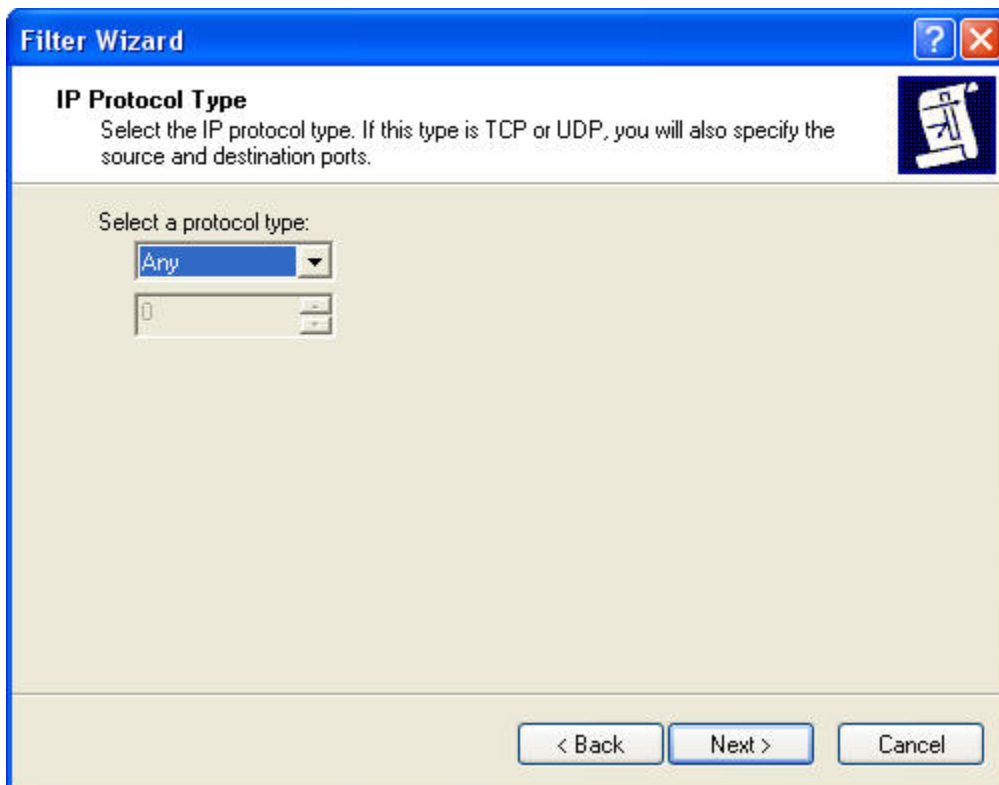 Filter Wizard
IP Protocol Type
Select the IP protocol type. If this type is TCP or UDP, you will also specify the
source and destination ports.
Select a protocol type:
Any
0
< Back
Next >
Cancel